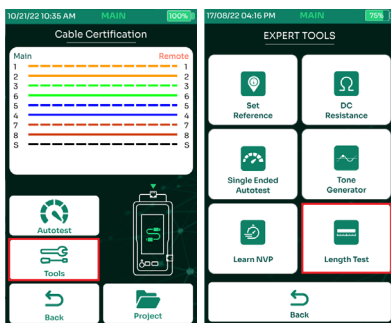 10/21/22 10:35 AM MAIN 100%
Cable Certification
Main Remote
1 1
2 2
3 3
6 6
5 5
4 4
7 7
8 8
S S
Autotest
Tools
Back
Project
17/08/22 04:16 PM MAIN 75%
EXPERT TOOLS
Set
Reference
DC
Resistance
Single Ended
Autotest
Tone
Generator
Learn NVP
Length Test
Back